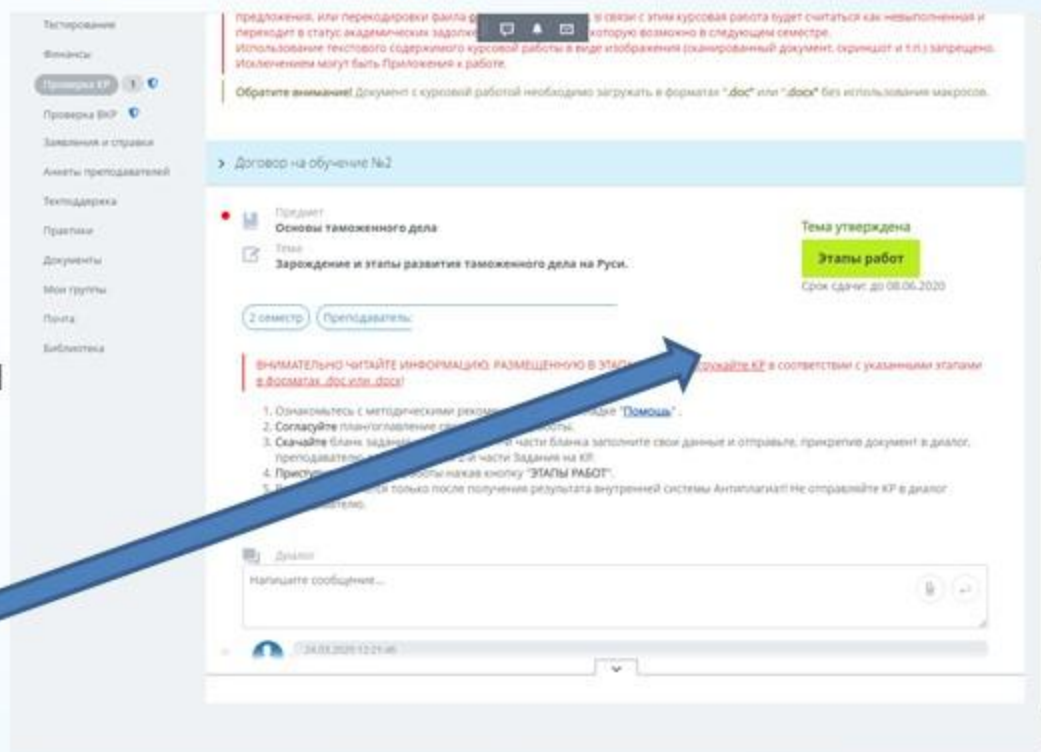 Тестирование
Финансы
Проверка КР 1
Проверка ВКР
Заявления и справки
Анкеты преподавателей
Техподдержка
Практики
Документы
Мои группы
Почта
Библиотека
предложения, или перекодировки файла В связи с этим курсовая работа будет считаться как невыполненная и
переходит в статус академических которую возможно в следующем семестре.
Использование текстового содержимого курсовой работы в виде изображения (сканированный документ, скриншот и т.п.) запрещено.
Исключением могут быть Приложения к работе.
Обратите внимание! Документ с курсовой работой необходимо загружать в форматах ".doc" или ".docx" без использования макросов.
Договор на обучение №2
Предмет
Основы таможенного дела
Тема
Зарождение и этапы развития таможенного дела на Руси.
Тема утверждена
Этапы работ
Срок сдачи: до 08.06.2020
2 семестр Преподаватель:
ВНИМАТЕЛЬНО ЧИТАЙТЕ ИНФОРМАЦИЮ, РАЗМЕЩЕННУЮ В КР в соответствии с указанными этапами
в форматах .doc или .docx!
1. Ознакомьтесь с методическими "Помощь" .
2. Согласуйте план/оглавление
3. Скачайте бланк части бланка заполните свои данные и отправьте, прикрепив документ в диалог,
преподавателю части Задания на КР.
4. нажав кнопку "ЭТАПЫ РАБОТ".
5. только после получения результата внутренней системы Антиплагиат! Не отправляйте КР в диалог
Диалог
Напишите сообщение...
24.03.2020 12:21:46